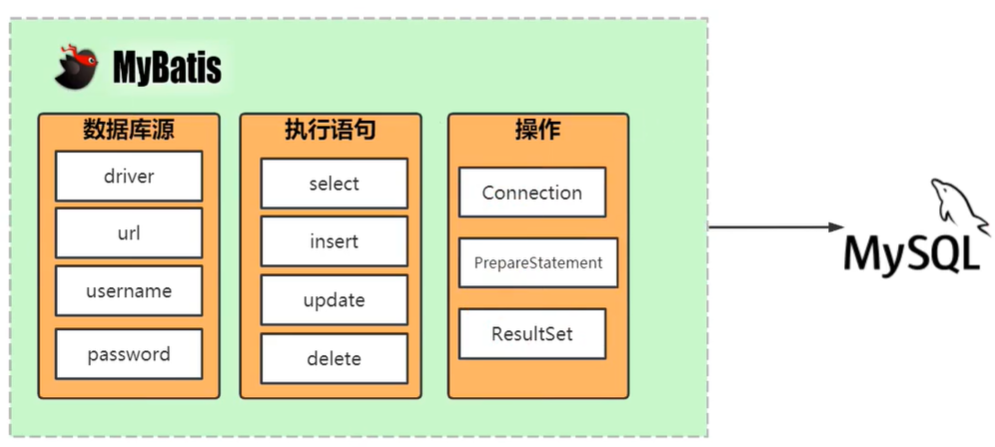 MyBatis
数据库源
driver
url
username
password
执行语句
select
insert
update
delete
操作
Connection
PrepareStatement
ResultSet
MySQL